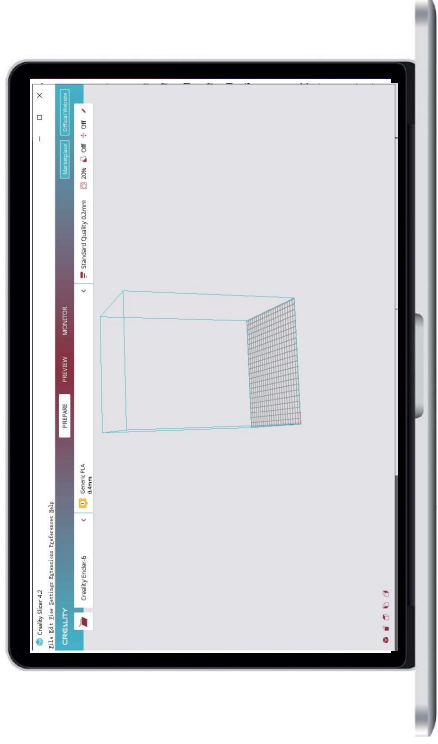 Creality Slicer 4.2
File Edit View Settings Extensions Preferences Help
CREALITY
PREPARE
PREVIEW
MONITOR
Marketplace
Official Website
Creality Ender-6
Generic PLA
0.4mm
Standard Quality 0.2mm
20%
Off
Off